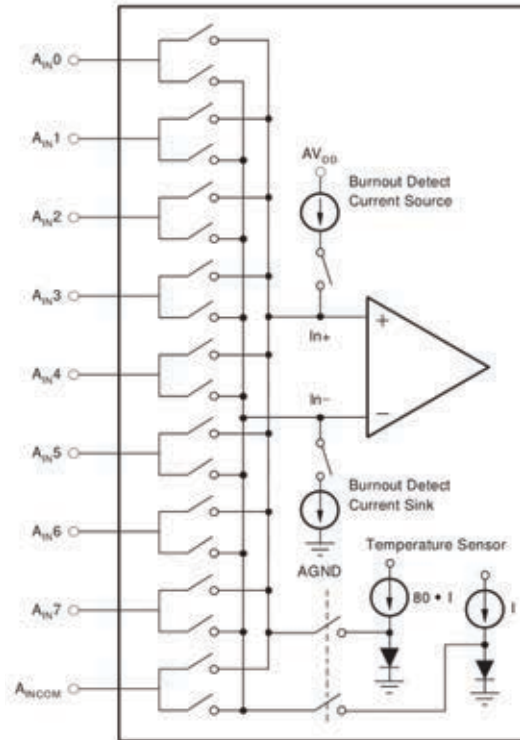 AIN0
AIN1
AIN2
AIN3
AIN4
AIN5
AIN6
AIN7
AINCOM
AVDD
Burnout Detect
Current Source
In+
+
In−
−
Burnout Detect
Current Sink
AGND
Temperature Sensor
80 • I
I